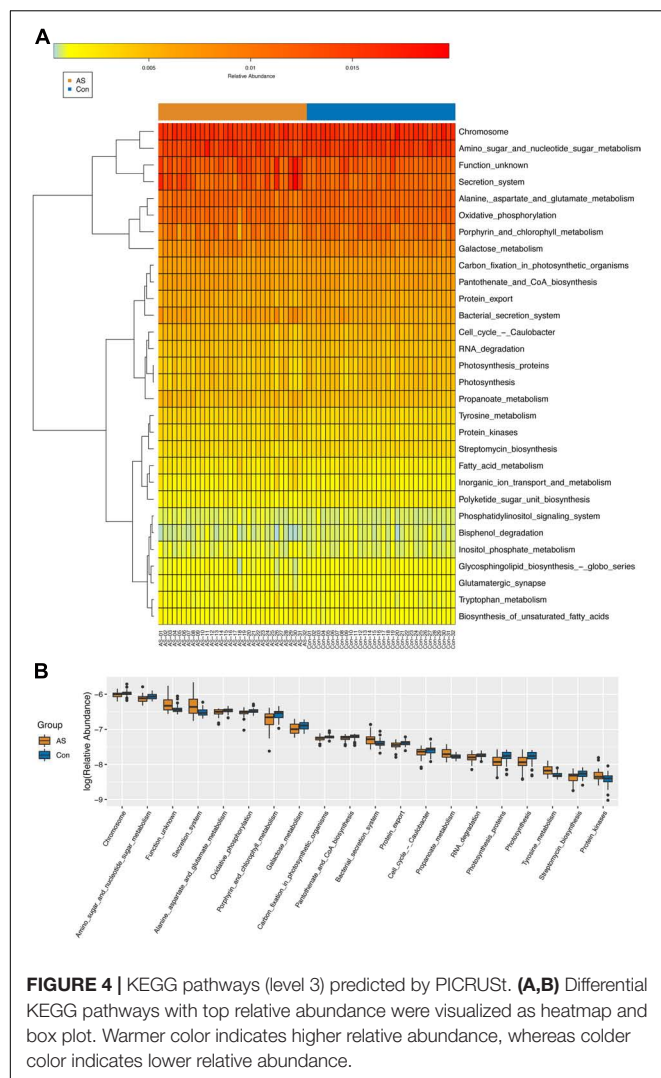 A
0.005 0.01 0.015
Relative Abundance
AS
Con
Chromosome
Amino_sugar_and_nucleotide_sugar_metabolism
Function_unknown
Secretion_system
Alanine,_aspartate_and_glutamate_metabolism
Oxidative_phosphorylation
Porphyrin_and_chlorophyll_metabolism
Galactose_metabolism
Carbon_fixation_in_photosynthetic_organisms
Pantothenate_and_CoA_biosynthesis
Protein_export
Bacterial_secretion_system
Cell_cycle_-_Caulobacter
RNA_degradation
Photosynthesis_proteins
Photosynthesis
Propanoate_metabolism
Tyrosine_metabolism
Protein_kinases
Streptomycin_biosynthesis
Fatty_acid_metabolism
Inorganic_ion_transport_and_metabolism
Polyketide_sugar_unit_biosynthesis
Phosphatidylinositol_signaling_system
Bisphenol_degradation
Inositol_phosphate_metabolism
Glycosphingolipid_biosynthesis_-_globo_series
Glutamatergic_synapse
Tryptophan_metabolism
Biosynthesis_of_unsaturated_fatty_acids
B
Group
AS
Con
log(Relative Abundance)
-6
-7
-8
-9
Chromosome
Amino_sugar_and_nucleotide_sugar_metabolism
Function_unknown
Secretion_system
Alanine_aspartate_and_glutamate_metabolism
Oxidative_phosphorylation
Porphyrin_and_chlorophyll_metabolism
Galactose_metabolism
Carbon_fixation_in_photosynthetic_organisms
Pantothenate_and_CoA_biosynthesis
Bacterial_secretion_system
Protein_export
Cell_cycle_-_Caulobacter
Propanoate_metabolism
RNA_degradation
Photosynthesis_proteins
Photosynthesis
Tyrosine_metabolism
Streptomycin_biosynthesis
Protein_kinases
FIGURE 4 | KEGG pathways (level 3) predicted by PICRUSt. (A,B) Differential
KEGG pathways with top relative abundance were visualized as heatmap and
box plot. Warmer color indicates higher relative abundance, whereas colder
color indicates lower relative abundance.